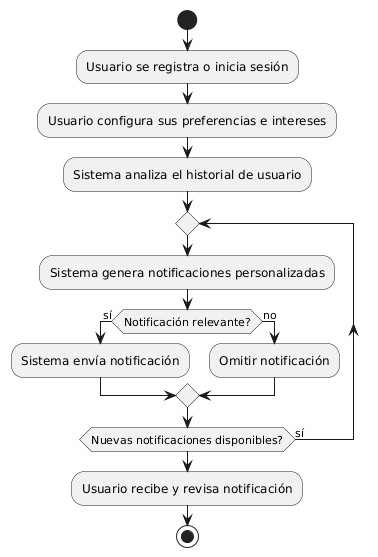 Usuario se registra o inicia sesión
Usuario configura sus preferencias e intereses
Sistema analiza el historial de usuario
Sistema genera notificaciones personalizadas
sí
Notificación relevante?
no
Sistema envía notificación
Omitir notificación
Nuevas notificaciones disponibles?
sí
Usuario recibe y revisa notificación